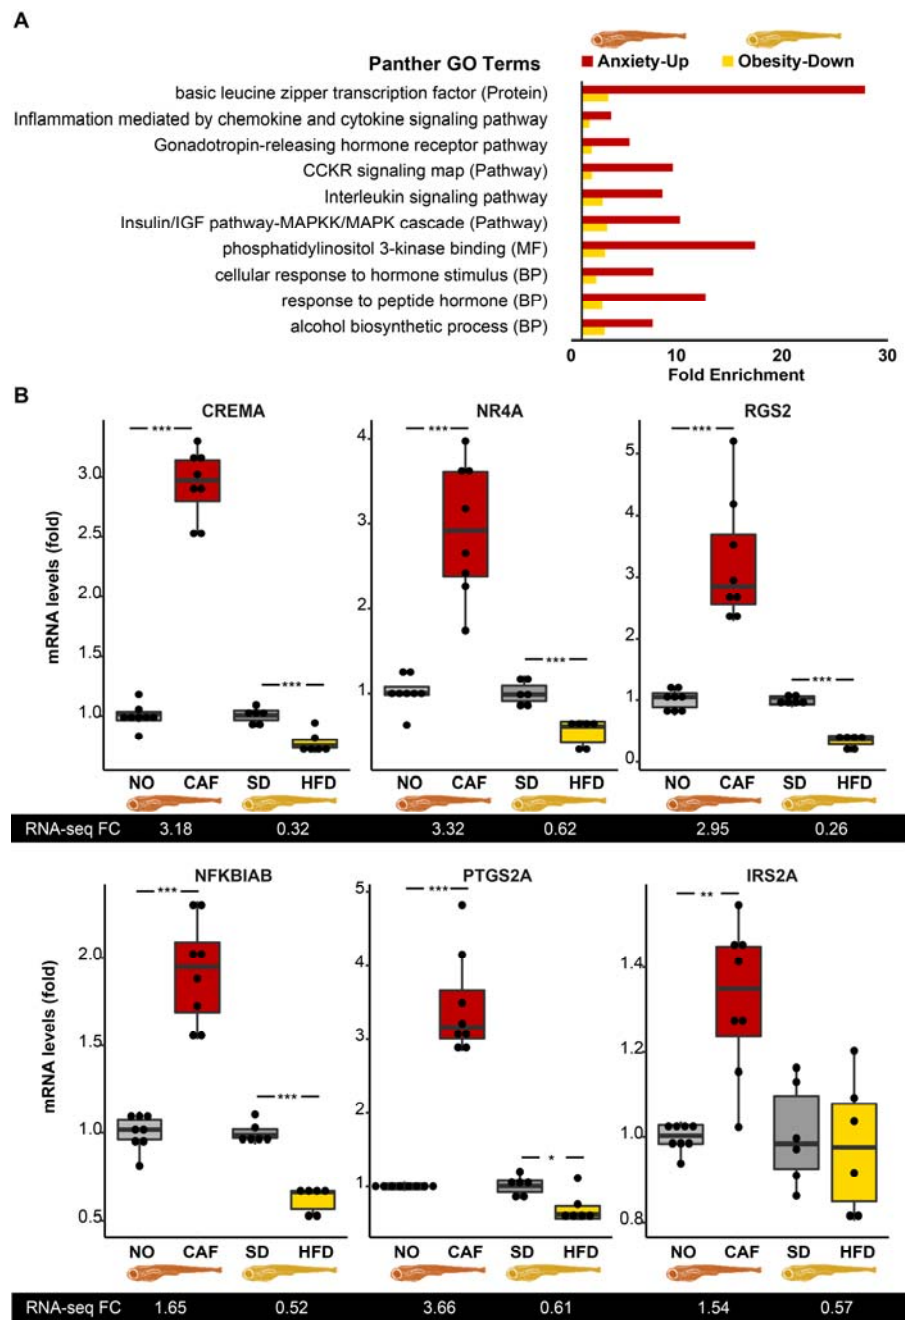 A
Panther GO Terms
Anxiety-Up Obesity-Down
basic leucine zipper transcription factor (Protein)
Inflammation mediated by chemokine and cytokine signaling pathway
Gonadotropin-releasing hormone receptor pathway
CCKR signaling map (Pathway)
Interleukin signaling pathway
Insulin/IGF pathway-MAPKK/MAPK cascade (Pathway)
phosphatidylinositol 3-kinase binding (MF)
cellular response to hormone stimulus (BP)
response to peptide hormone (BP)
alcohol biosynthetic process (BP)
0 10 20 30
Fold Enrichment
B
CREMA NR4A RGS2
mRNA levels (fold)
*** *** ***
3.0
2.5
2.0
1.5
1.0
4
3
2
1
5
4
3
2
1
0
*** *** ***
NO CAF SD HFD NO CAF SD HFD NO CAF SD HFD
RNA-seq FC 3.18 0.32 3.32 0.62 2.95 0.26
NFKBIAB PTGS2A IRS2A
mRNA levels (fold)
*** *** **
2.0
1.5
1.0
0.5
5
4
3
2
1
1.4
1.2
1.0
0.8
*** *
NO CAF SD HFD NO CAF SD HFD NO CAF SD HFD
RNA-seq FC 1.65 0.52 3.66 0.61 1.54 0.57